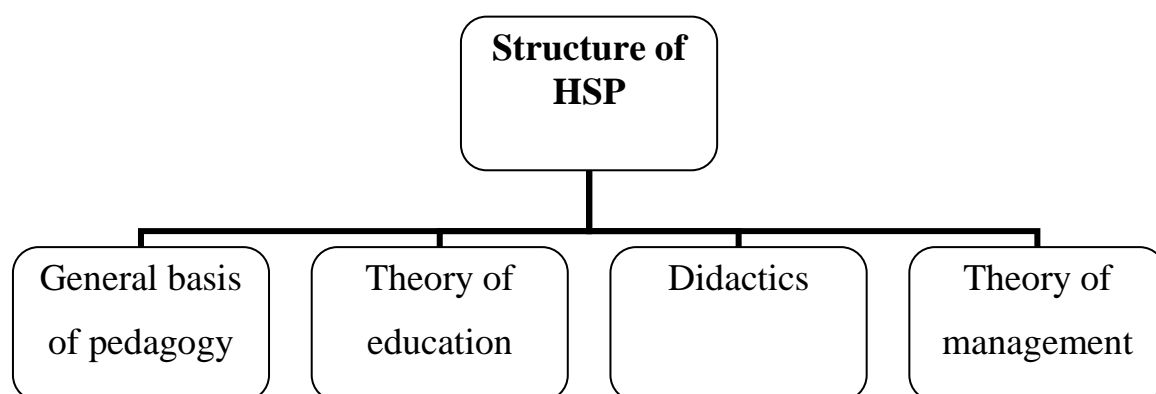 Structure of
HSP
General basis
of pedagogy
Theory of
education
Didactics
Theory of
management